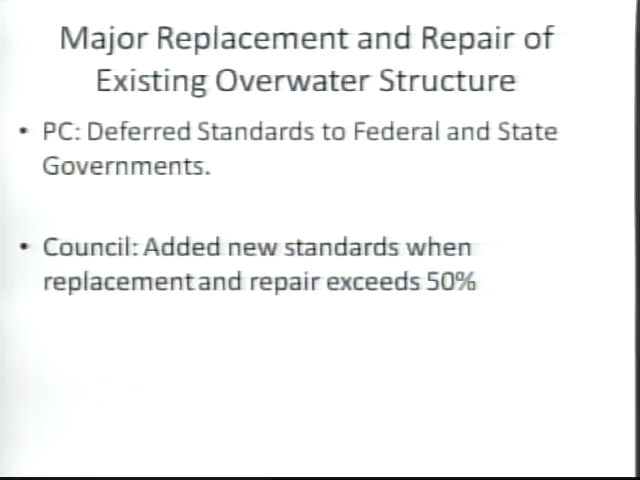 Major Replacement and Repair of
Existing Overwater Structure
• PC: Deferred Standards to Federal and State
Governments.
• Council: Added new standards when
replacement and repair exceeds 50%